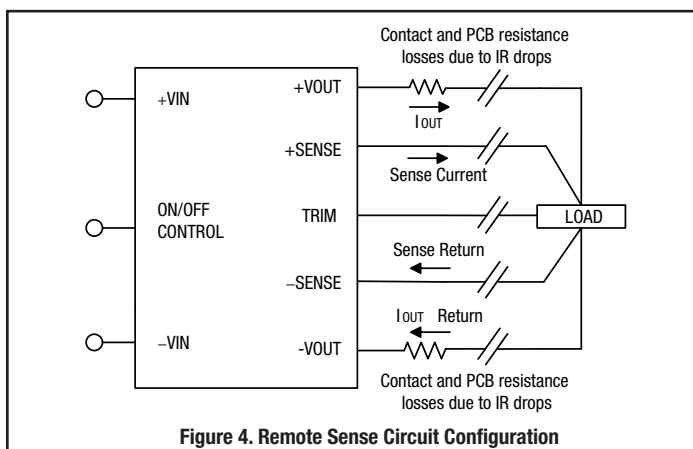 Contact and PCB resistance
losses due to IR drops
+VOUT
+VIN
IOUT
+SENSE
Sense Current
ON/OFF
CONTROL
TRIM
LOAD
Sense Return
−SENSE
IOUT Return
−VIN
-VOUT
Contact and PCB resistance
losses due to IR drops
Figure 4. Remote Sense Circuit Configuration